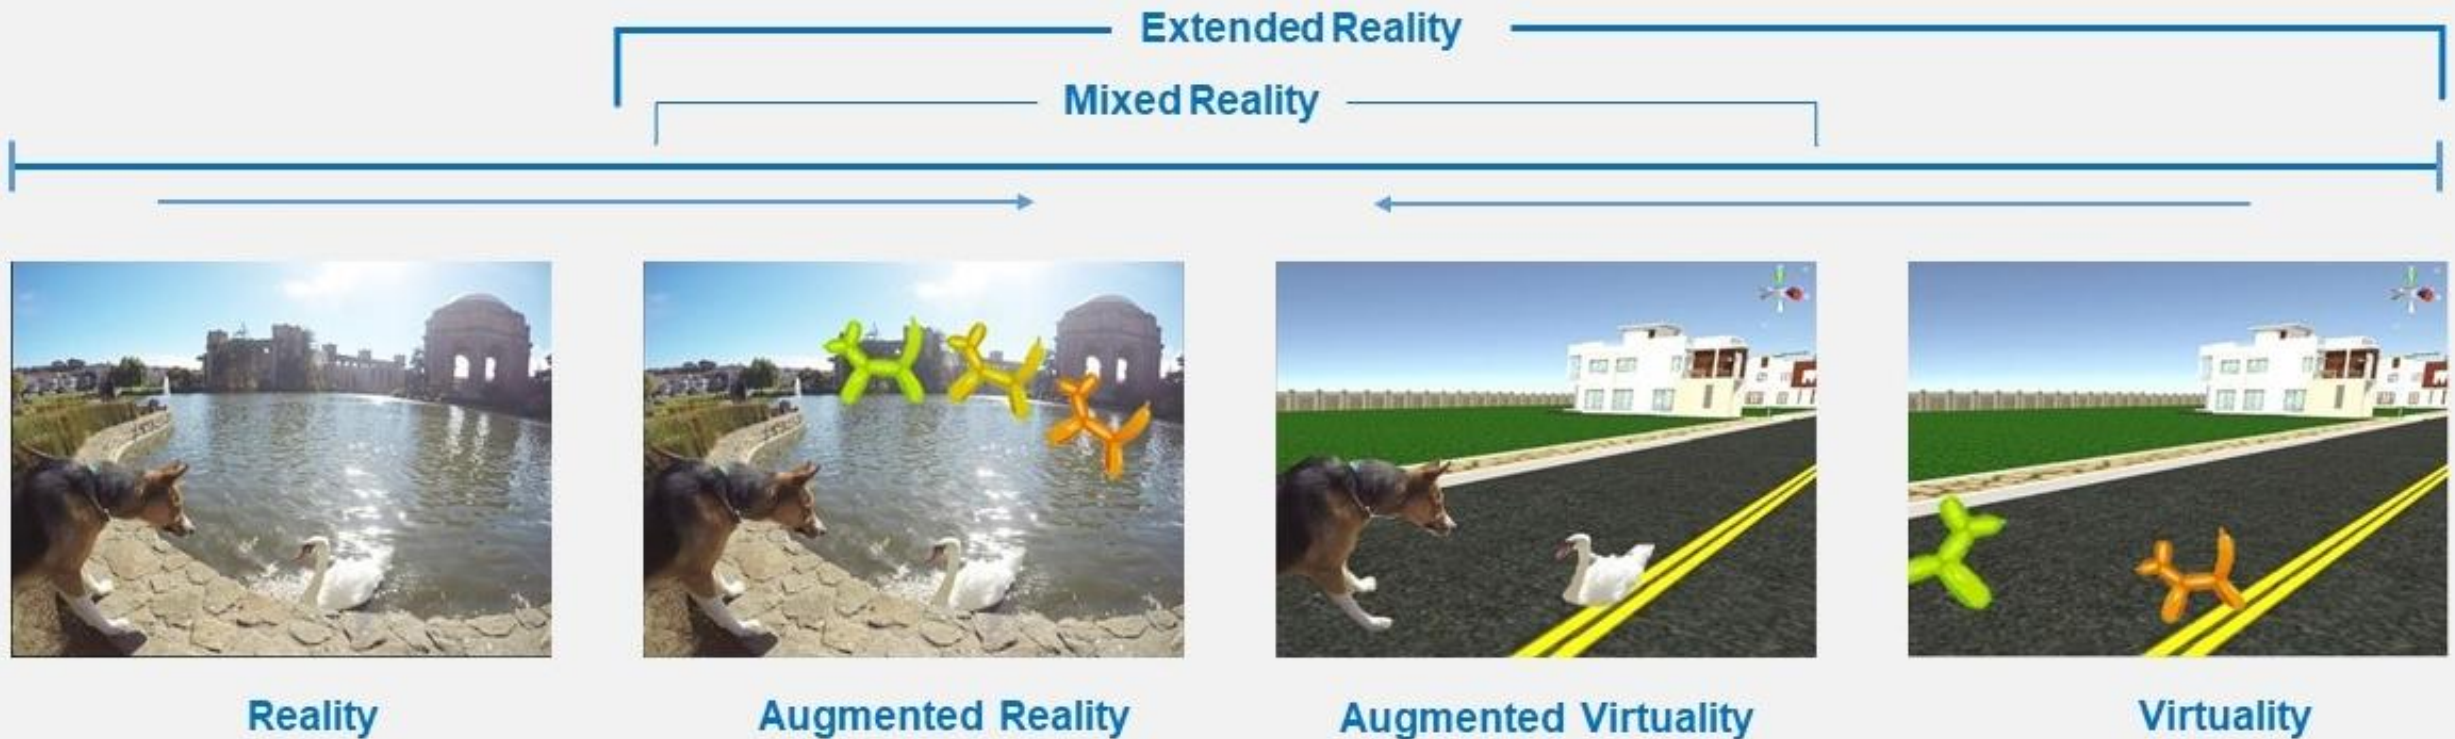 Extended Reality
Mixed Reality
Reality
Augmented Reality
Augmented Virtuality
Virtuality